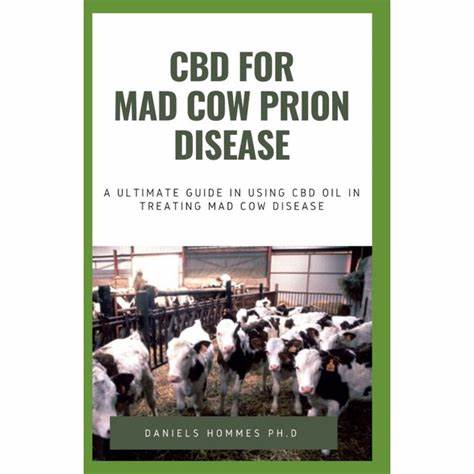 CBD FOR
MAD COW PRION
DISEASE
A ULTIMATE GUIDE IN USING CBD OIL IN
TREATING MAD COW DISEASE
DANIELS HOMMES PH.D